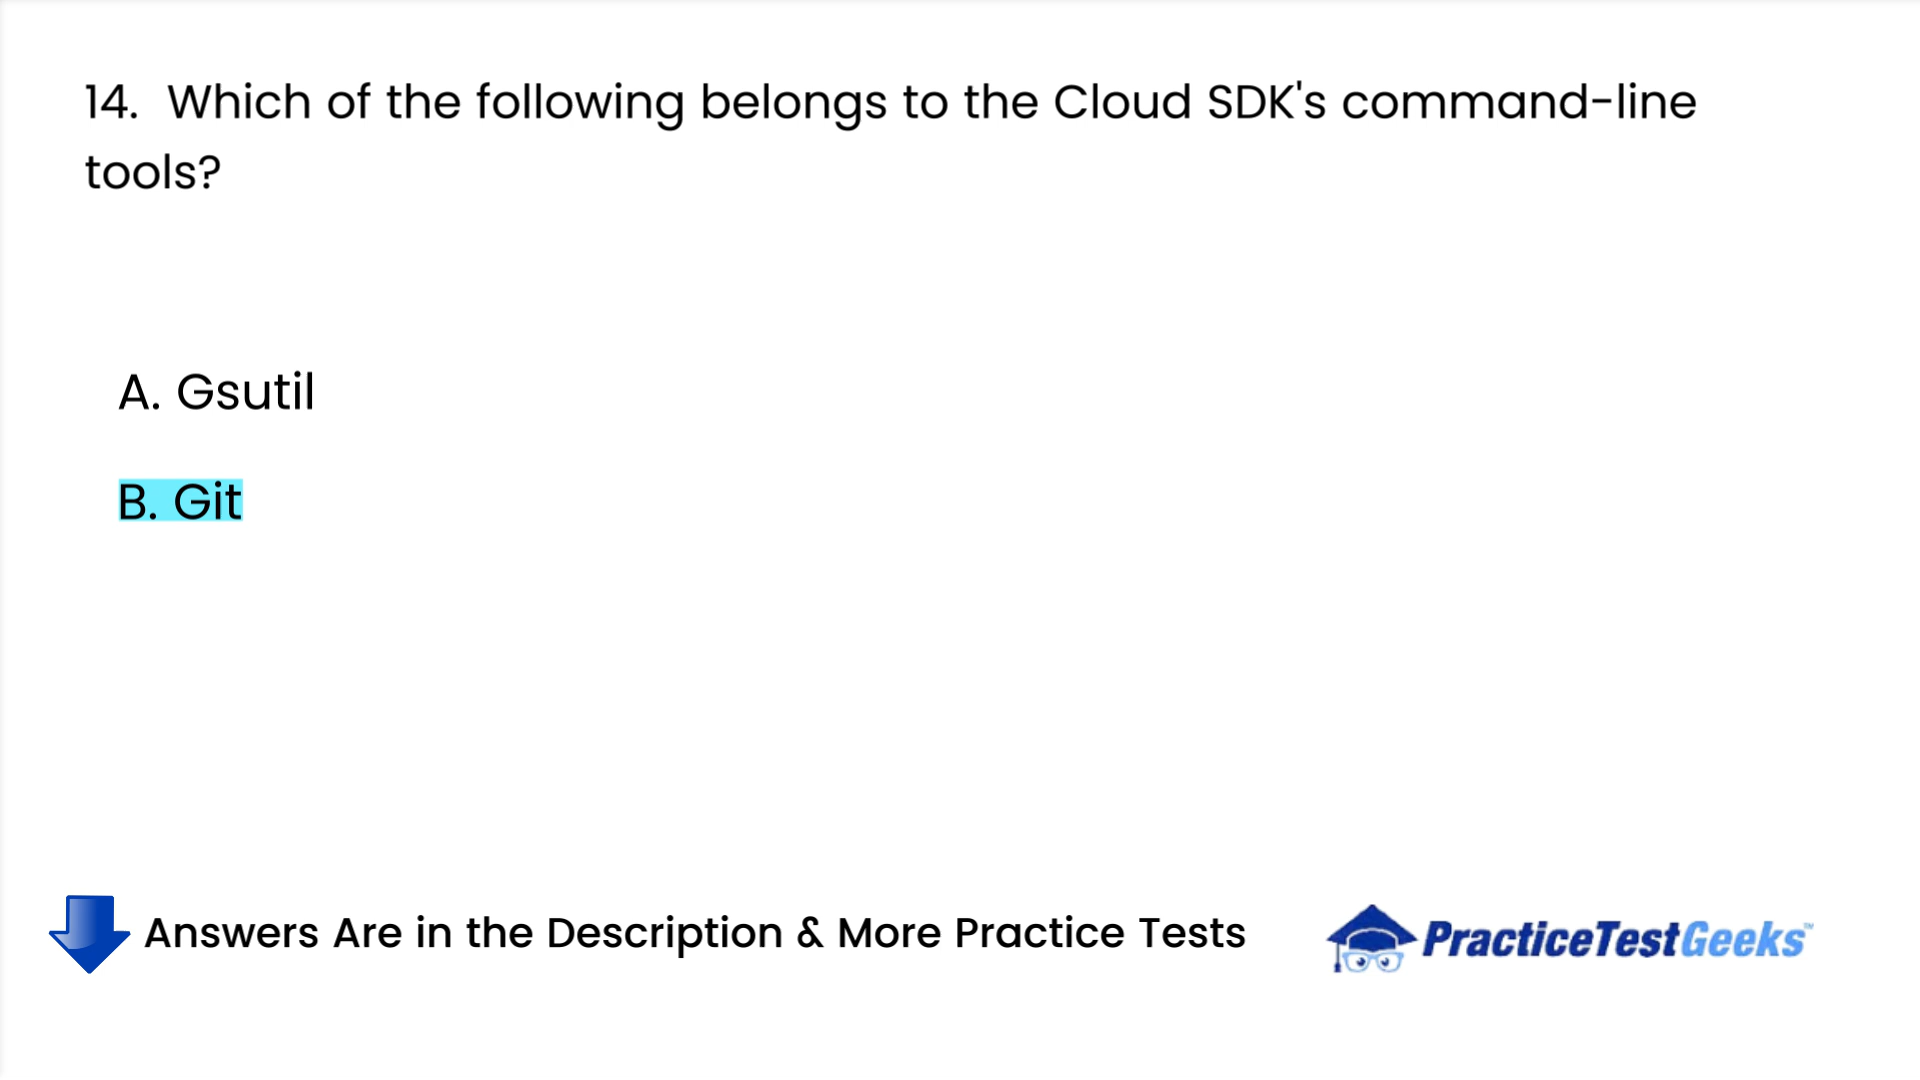 14. Which of the following belongs to the Cloud SDK's command-line
tools?
A. Gsutil
B. Git
Answers Are in the Description & More Practice Tests
PracticeTestGeeks™